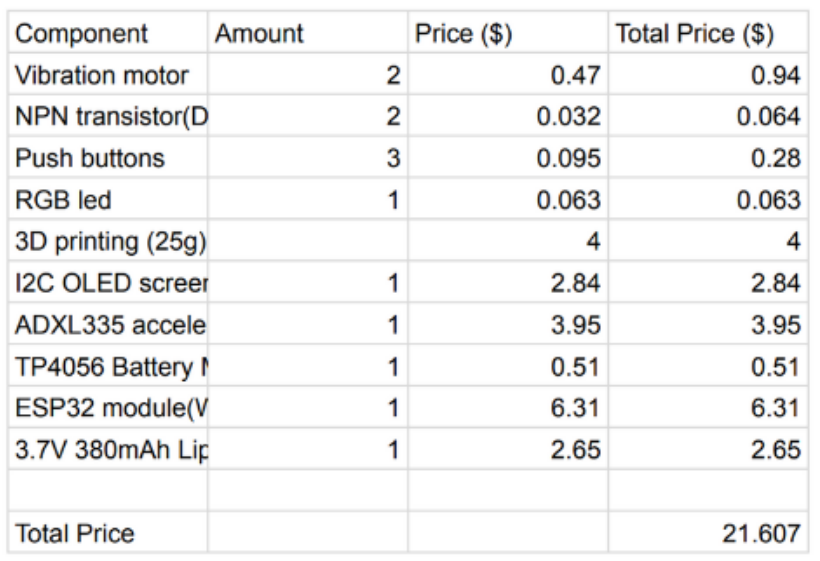 Component Amount Price ($) Total Price ($)
Vibration motor 2 0.47 0.94
NPN transistor(D 2 0.032 0.064
Push buttons 3 0.095 0.28
RGB led 1 0.063 0.063
3D printing (25g) 4 4
I2C OLED screen 1 2.84 2.84
ADXL335 accele 1 3.95 3.95
TP4056 Battery 1 0.51 0.51
ESP32 module( 1 6.31 6.31
3.7V 380mAh Lip 1 2.65 2.65
Total Price 21.607